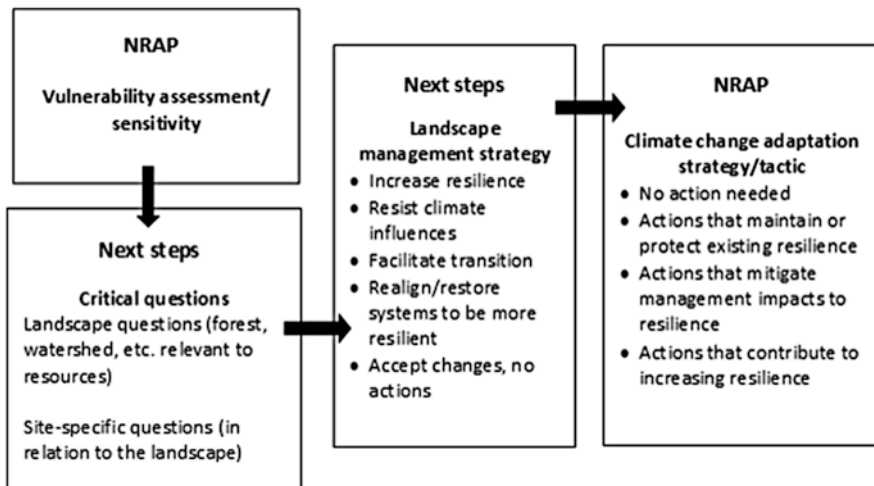 NRAP
Vulnerability assessment/
sensitivity
Next steps
Critical questions
Landscape questions (forest,
watershed, etc. relevant to
resources)
Site-specific questions (in
relation to the landscape)
Next steps
Landscape
management strategy
• Increase resilience
• Resist climate
influences
• Facilitate transition
• Realign/restore
systems to be more
resilient
• Accept changes, no
actions
NRAP
Climate change adaptation
strategy/tactic
• No action needed
• Actions that maintain or
protect existing resilience
• Actions that mitigate
management impacts to
resilience
• Actions that contribute to
increasing resilience